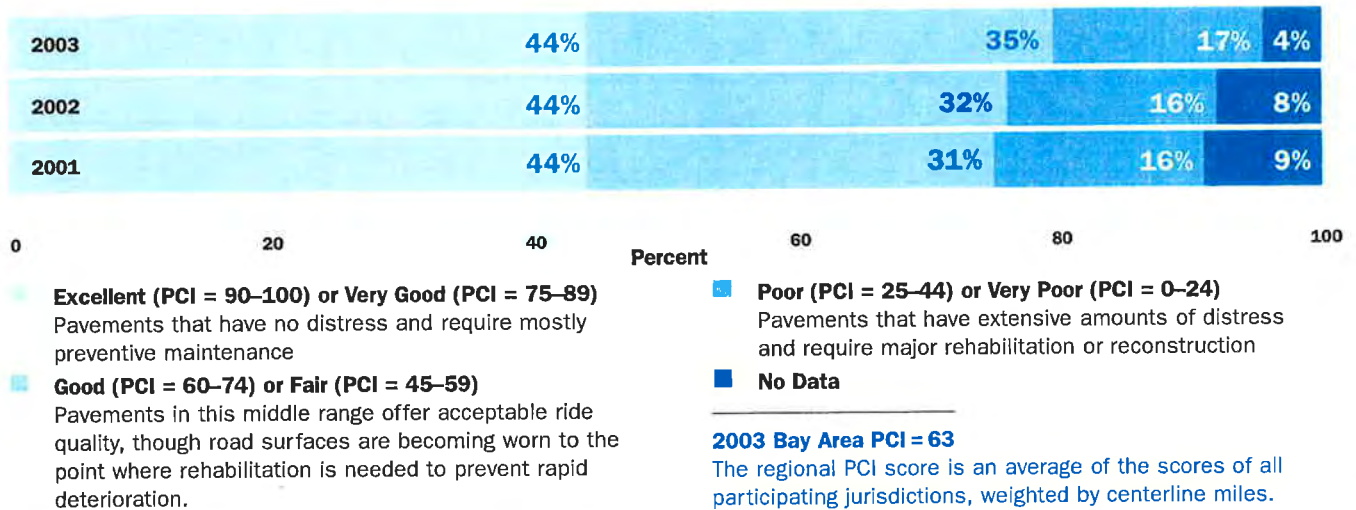 2003 44% 35% 17% 4%
2002 44% 32% 16% 8%
2001 44% 31% 16% 9%
0 20 40 60 80 100
Percent
Excellent (PCI = 90–100) or Very Good (PCI = 75–89)
Pavements that have no distress and require mostly
preventive maintenance
Good (PCI = 60–74) or Fair (PCI = 45–59)
Pavements in this middle range offer acceptable ride
quality, though road surfaces are becoming worn to the
point where rehabilitation is needed to prevent rapid
deterioration.
Poor (PCI = 25–44) or Very Poor (PCI = 0–24)
Pavements that have extensive amounts of distress
and require major rehabilitation or reconstruction
No Data
2003 Bay Area PCI = 63
The regional PCI score is an average of the scores of all
participating jurisdictions, weighted by centerline miles.